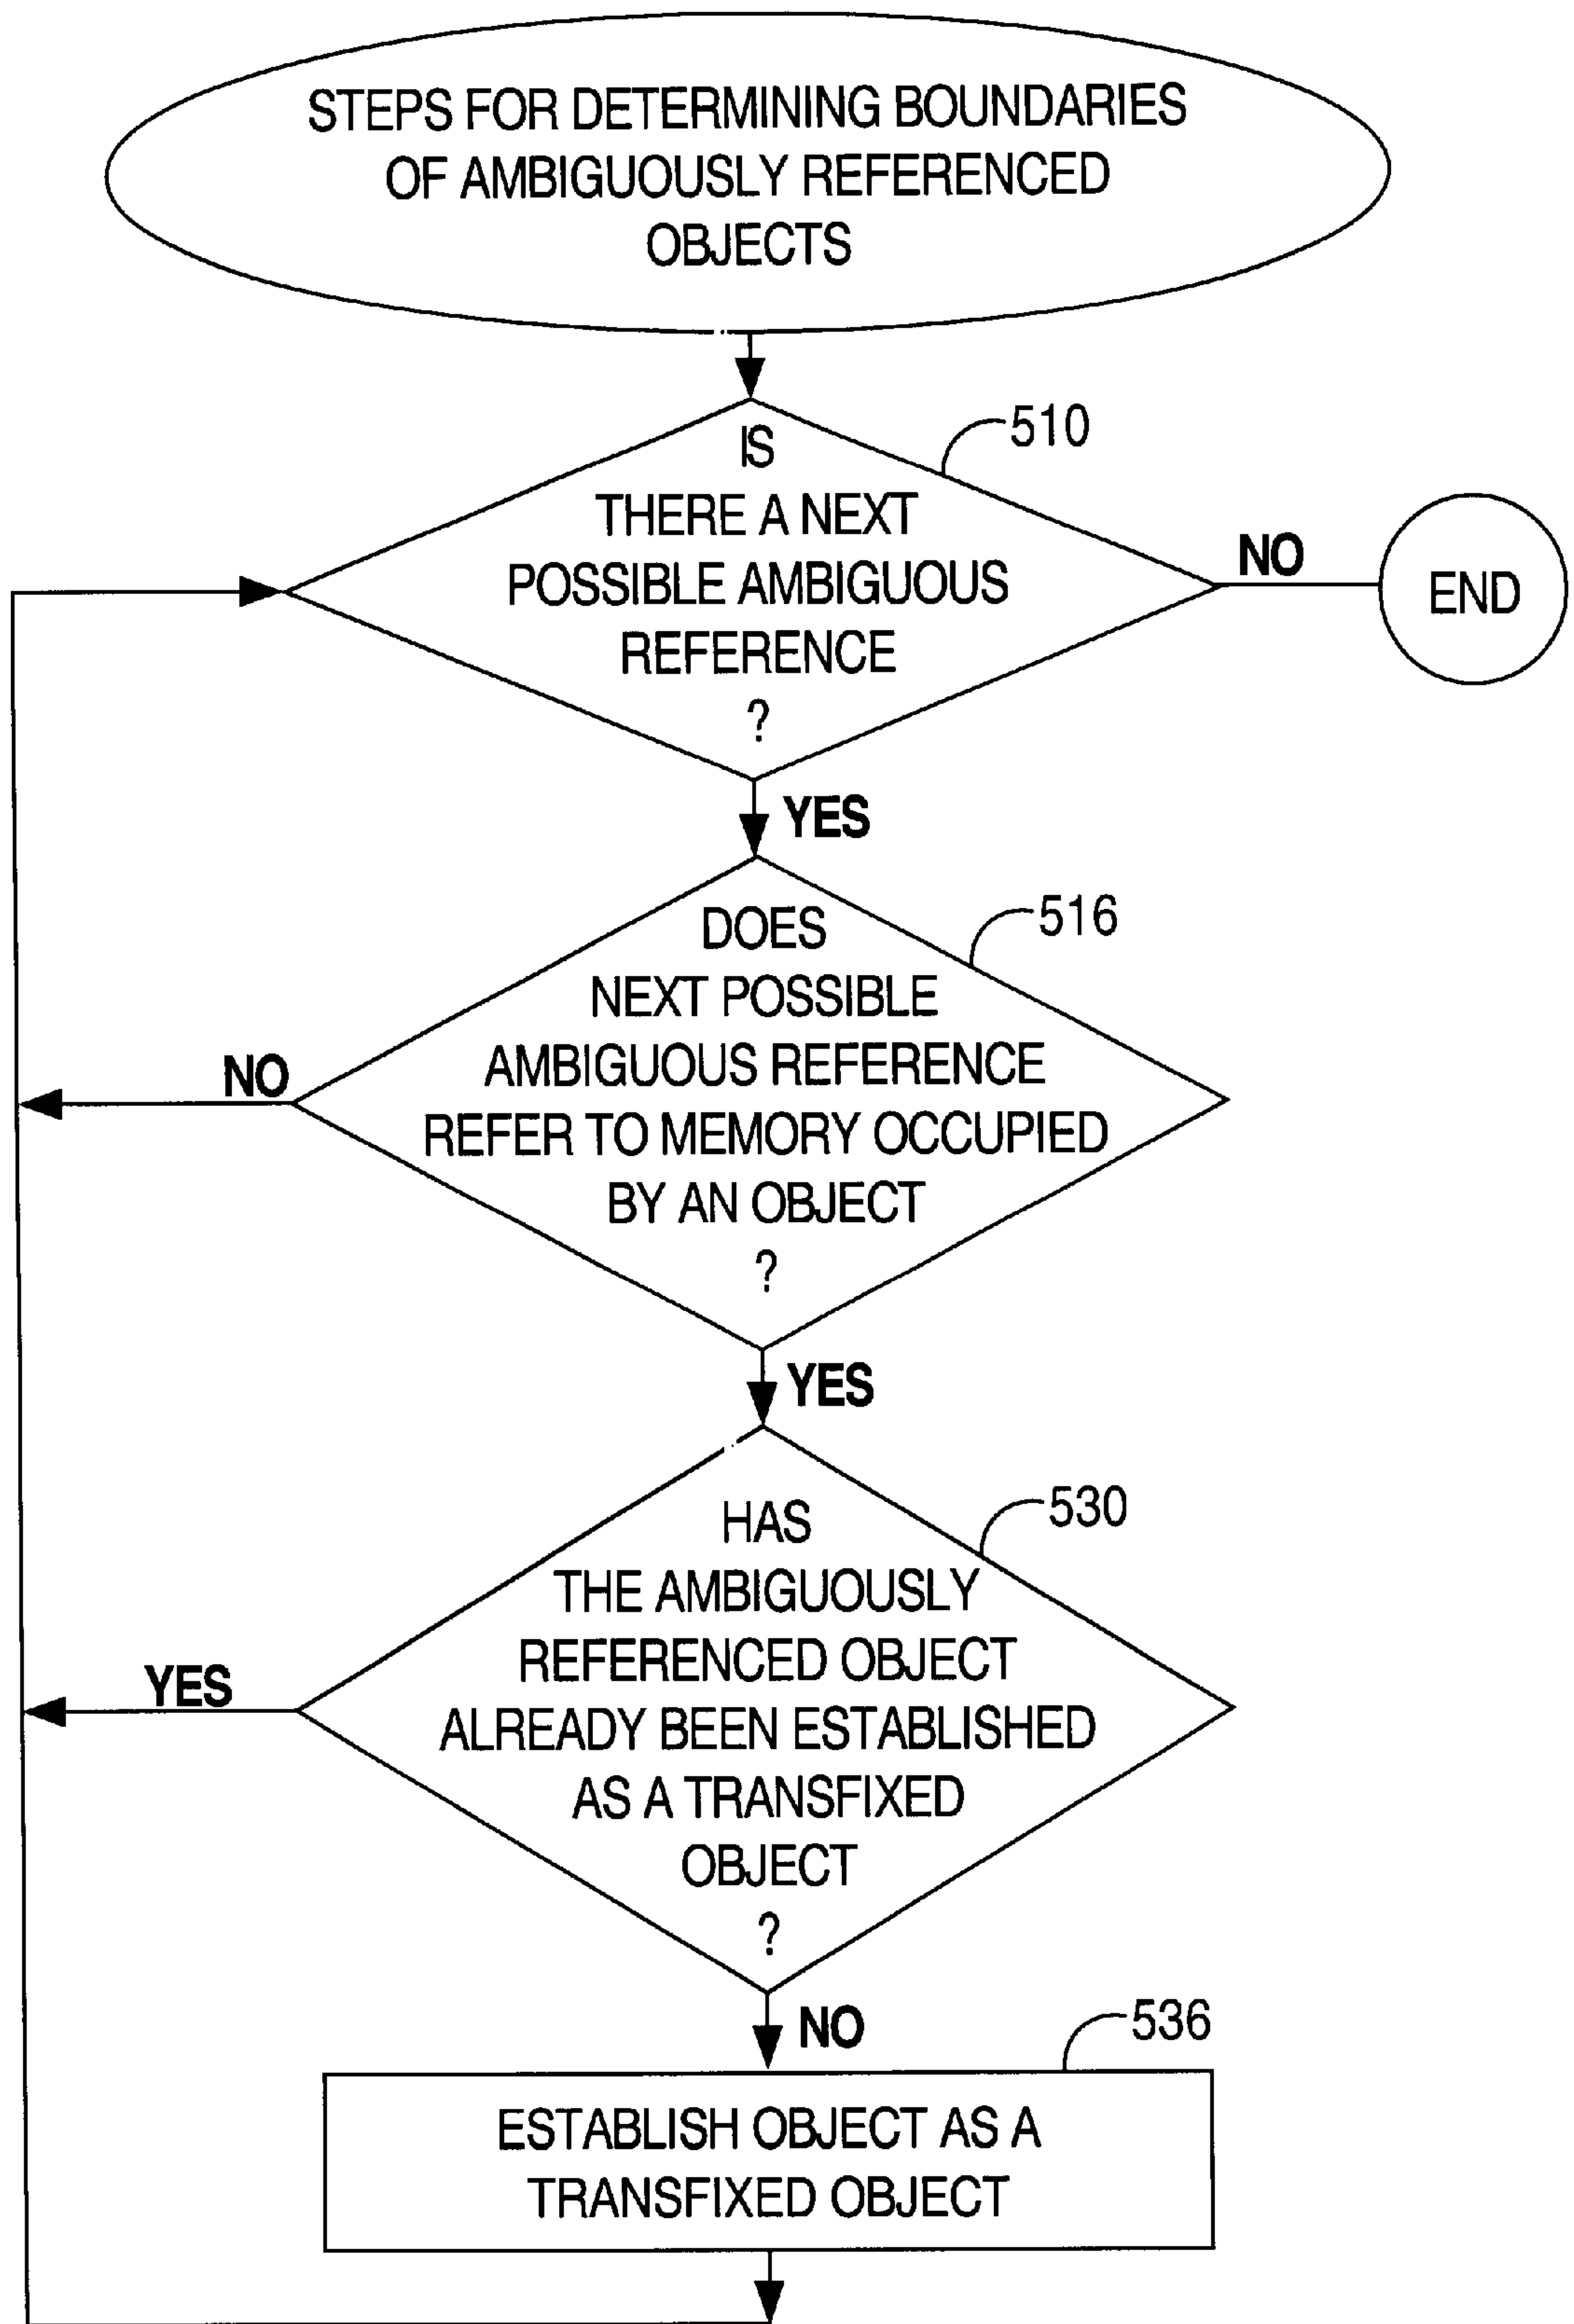 STEPS FOR DETERMINING BOUNDARIES
OF AMBIGUOUSLY REFERENCED
OBJECTS
510
IS
THERE A NEXT
POSSIBLE AMBIGUOUS
REFERENCE
?
NO
END
YES
516
DOES
NEXT POSSIBLE
AMBIGUOUS REFERENCE
REFER TO MEMORY OCCUPIED
BY AN OBJECT
?
NO
YES
530
HAS
THE AMBIGUOUSLY
REFERENCED OBJECT
ALREADY BEEN ESTABLISHED
AS A TRANSFIXED
OBJECT
?
YES
NO
536
ESTABLISH OBJECT AS A
TRANSFIXED OBJECT